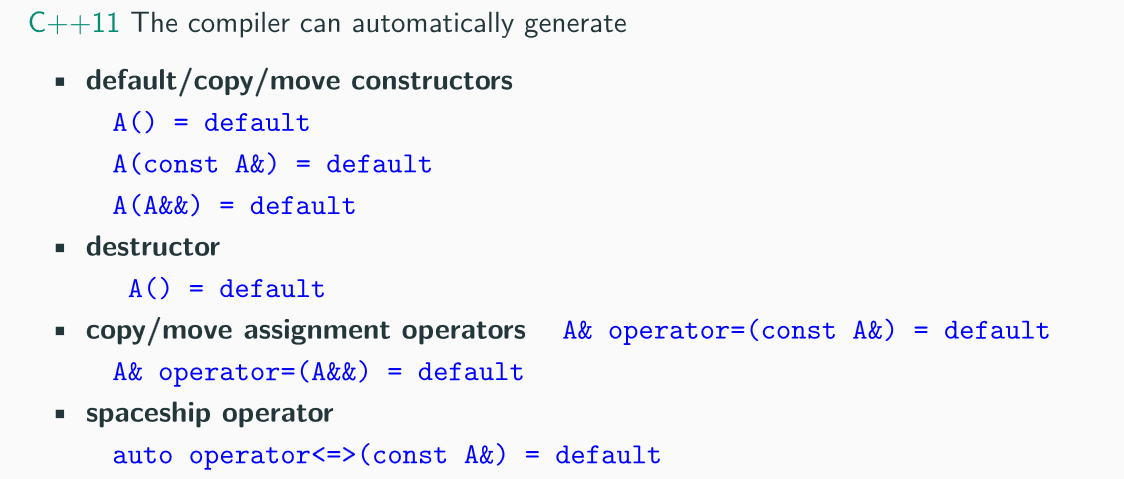 C++11 The compiler can automatically generate
▪ default/copy/move constructors
A() = default
A(const A&) = default
A(A&&) = default
▪ destructor
A() = default
▪ copy/move assignment operators A& operator=(const A&) = default
A& operator=(A&&) = default
▪ spaceship operator
auto operator<=>(const A&) = default